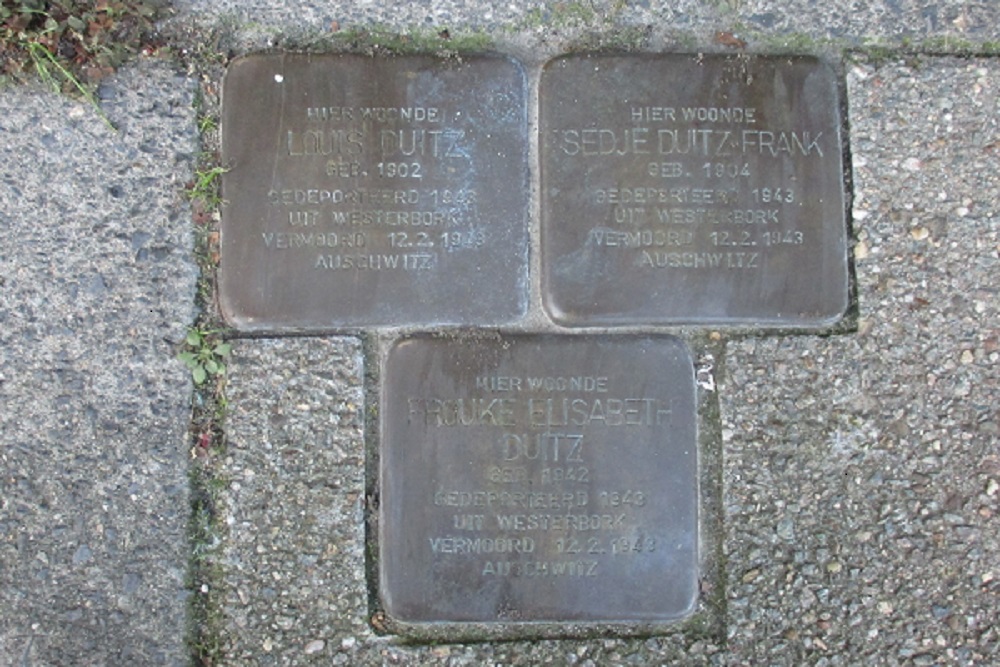 HIER WOONDE
LOUIS DUITZ
GEB. 1902
GEDEPORTEERD 1943
UIT WESTERBORK
VERMOORD 12.2.1943
AUSCHWITZ
HIER WOONDE
SEDJE DUITZ-FRANK
GEB. 1904
GEDEPORTEERD 1943
UIT WESTERBORK
VERMOORD 12.2.1943
AUSCHWITZ
HIER WOONDE
FROUKE ELISABETH
DUITZ
GEB. 1942
GEDEPORTEERD 1943
UIT WESTERBORK
VERMOORD 12.2.1943
AUSCHWITZ